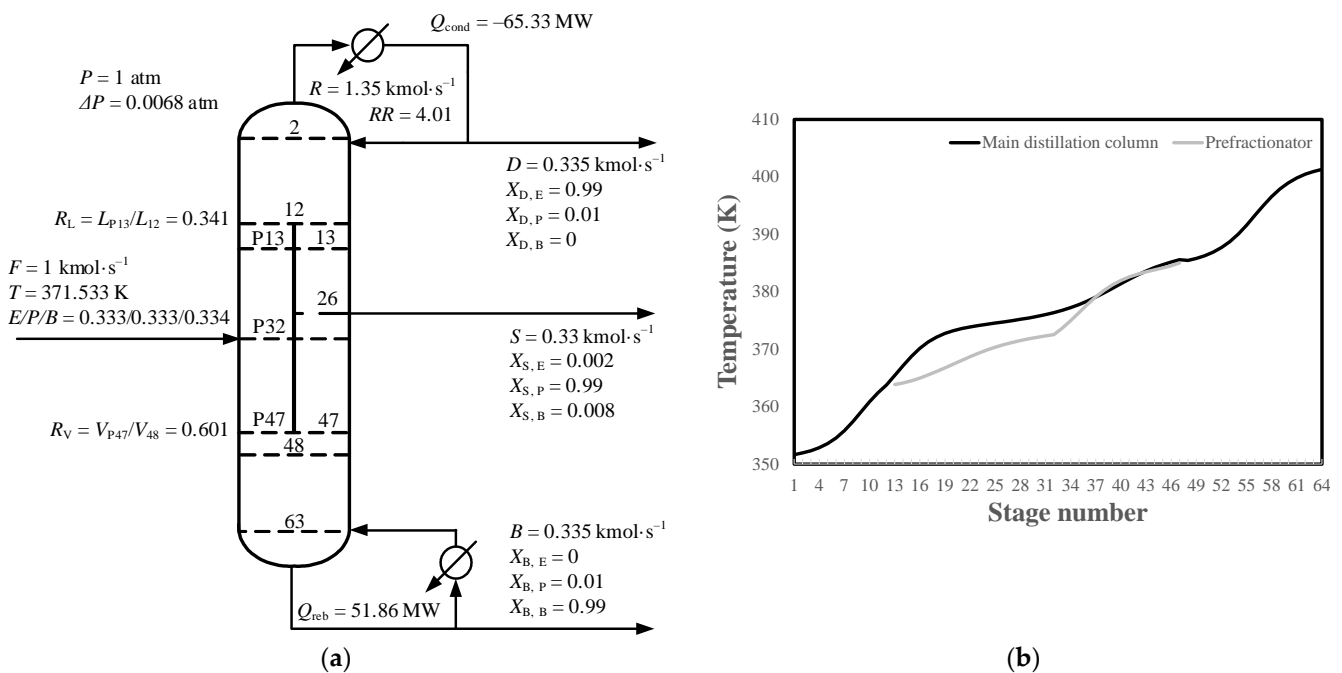 Q_cond = −65.33 MW
P = 1 atm
ΔP = 0.0068 atm
R = 1.35 kmol·s⁻¹
RR = 4.01
2
D = 0.335 kmol·s⁻¹
X_D, E = 0.99
X_D, P = 0.01
X_D, B = 0
12
R_L = L_P13/L_12 = 0.341
P13 13
F = 1 kmol·s⁻¹
T = 371.533 K
E/P/B = 0.333/0.333/0.334
26
P32
S = 0.33 kmol·s⁻¹
X_S, E = 0.002
X_S, P = 0.99
X_S, B = 0.008
P47 47
R_V = V_P47/V_48 = 0.601
48
63
B = 0.335 kmol·s⁻¹
X_B, E = 0
X_B, P = 0.01
X_B, B = 0.99
Q_reb = 51.86 MW
(a)
Main distillation column Prefractionator
Temperature (K)
410
400
390
380
370
360
350
1 4 7 10 13 16 19 22 25 28 31 34 37 40 43 46 49 52 55 58 61 64
Stage number
(b)